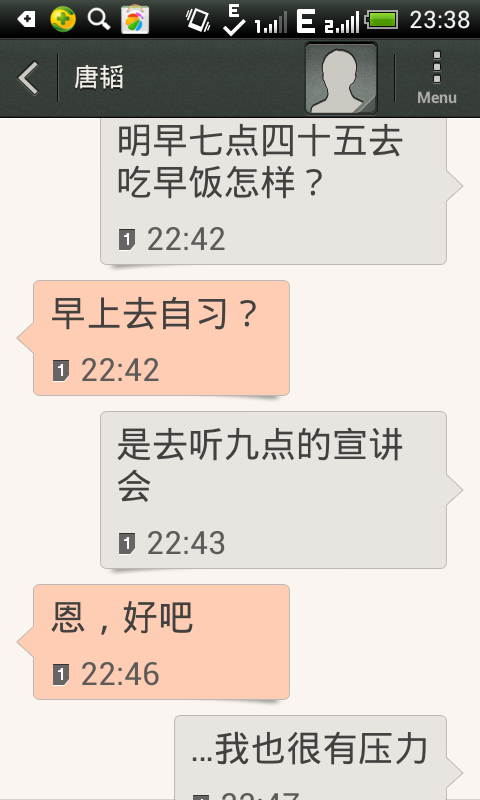 E
1
E
2
23:38
唐韬
Menu
明早七点四十五去
吃早饭怎样？
1 22:42
早上去自习？
1 22:42
是去听九点的宣讲
会
1 22:43
恩，好吧
1 22:46
...我也很有压力